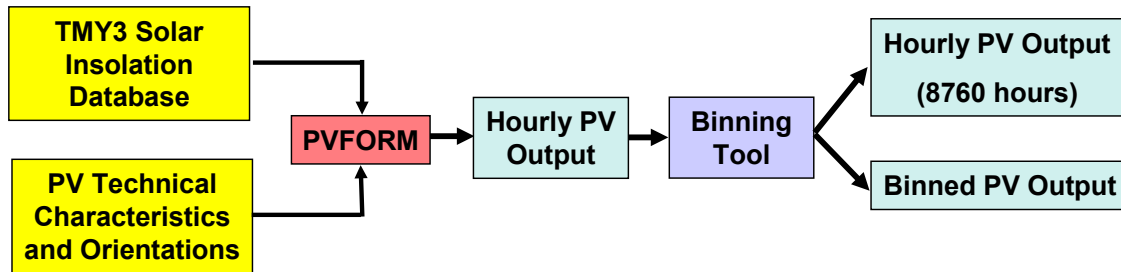 TMY3 Solar
Insolation
Database
PV Technical
Characteristics
and Orientations
PVFORM
Hourly PV
Output
Binning
Tool
Hourly PV Output
(8760 hours)
Binned PV Output